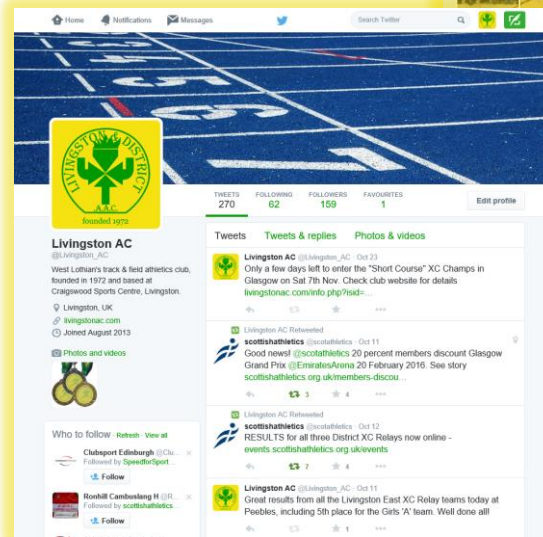 Home Notifications Messages Search Twitter
LIVINGSTON & DISTRICT
A.A.C.
founded 1972
TWEETS FOLLOWING FOLLOWERS FAVOURITES
270 62 159 1
Edit profile
Livingston AC
@Livingston_AC
West Lothian's track & field athletics club,
founded in 1972 and based at
Craigswood Sports Centre, Livingston.
Livingston, UK
livingstonac.com
Joined August 2013
Photos and videos
Who to follow · Refresh · View all
Clubsport Edinburgh @Clu...
Followed by SpeedforSport...
Follow
Ronhill Cambuslang H @R...
Followed by scottishathletics...
Follow
Tweets Tweets & replies Photos & videos
Livingston AC @Livingston_AC · Oct 23
Only a few days left to enter the "Short Course" XC Champs in
Glasgow on Sat 7th Nov. Check club website for details
livingstonac.com/info.php?isid=...
Livingston AC Retweeted
scottishathletics @scotathletics · Oct 11
Good news! @scotathletics 20 percent members discount Glasgow
Grand Prix @EmiratesArena 20 February 2016. See story
scottishathletics.org.uk/members-discou...
3 4
Livingston AC Retweeted
scottishathletics @scotathletics · Oct 12
RESULTS for all three District XC Relays now online -
events.scottishathletics.org.uk/events
7 4
Livingston AC @Livingston_AC · Oct 11
Great results from all the Livingston East XC Relay teams today at
Peebles, including 5th place for the Girls 'A' team. Well done all!
1